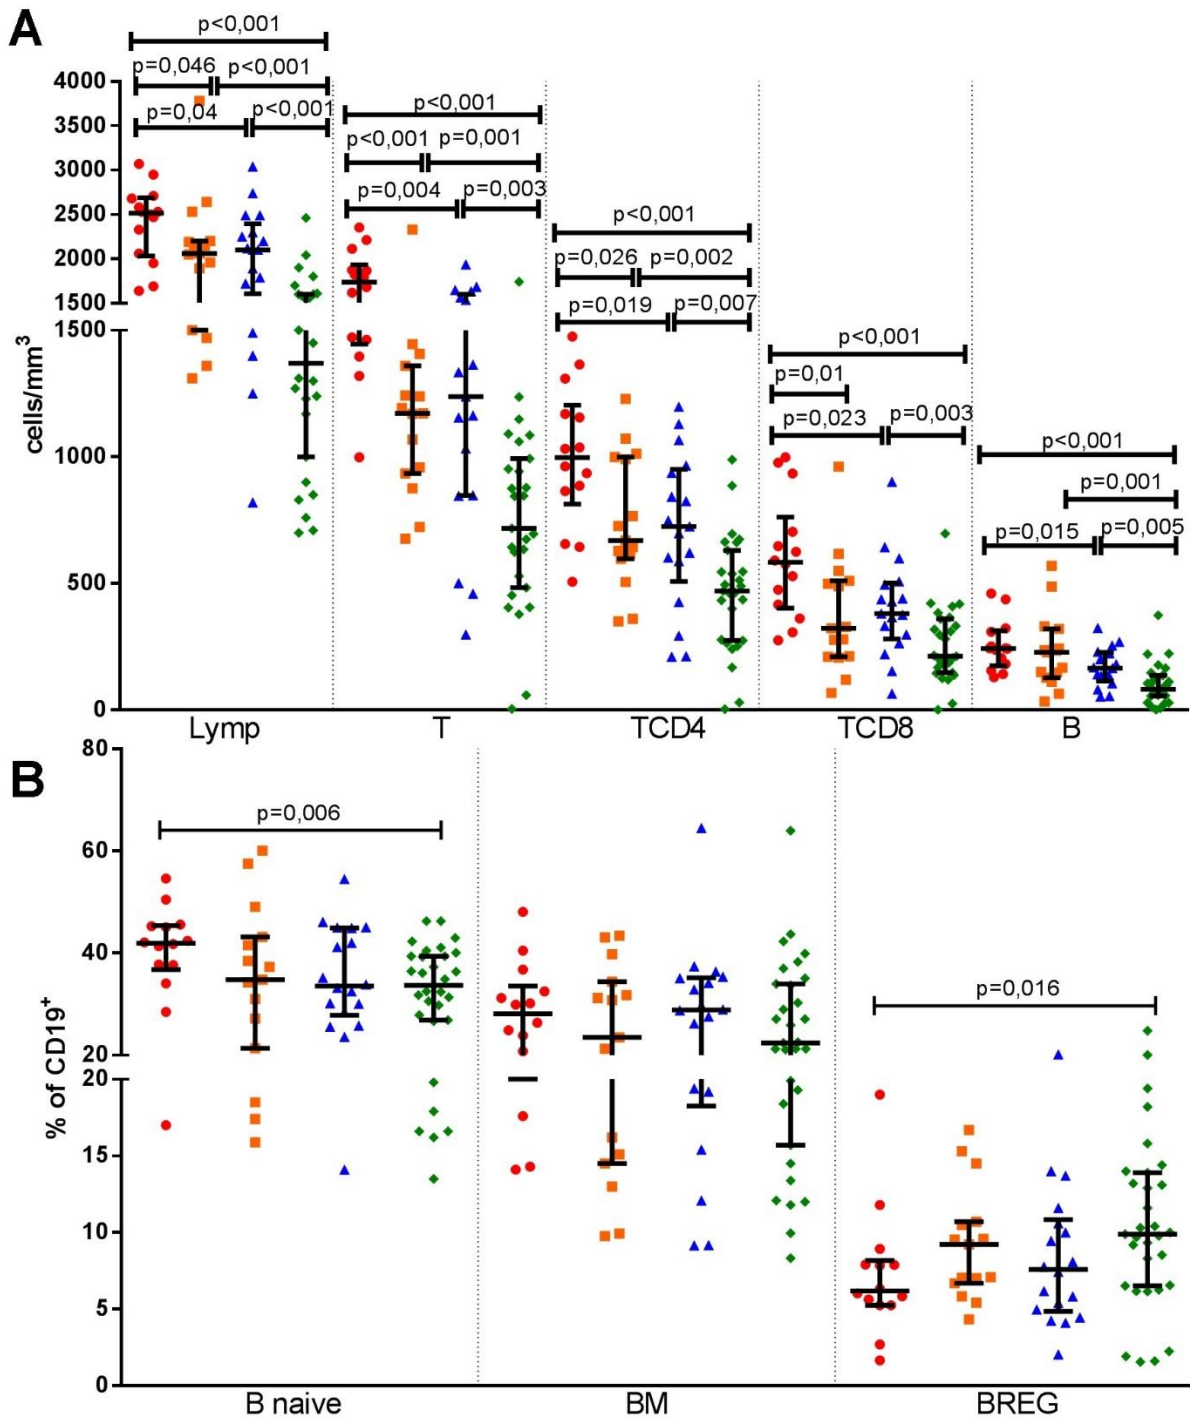 A
p<0,001
p=0,046 p<0,001
p=0,04 p<0,001
p<0,001
p<0,001 p=0,001
p=0,004 p=0,003
p<0,001
p=0,026 p=0,002
p=0,019 p=0,007
p<0,001
p=0,01
p=0,023 p=0,003
p<0,001
p=0,001
p=0,015 p=0,005
cells/mm³
4000
3500
3000
2500
2000
1500
1500
1000
500
0
Lymp T TCD4 TCD8 B
B
p=0,006
p=0,016
% of CD19⁺
80
60
40
20
20
15
10
5
0
B naive BM BREG